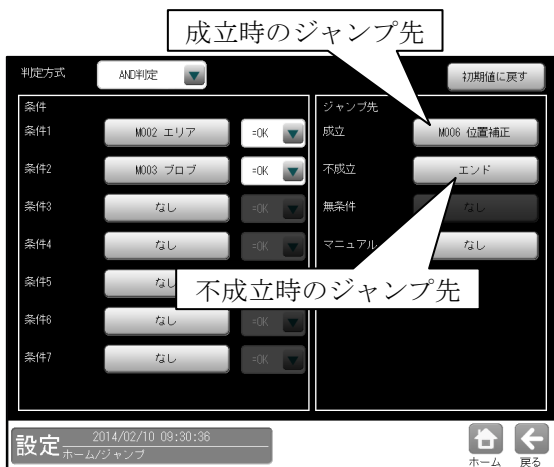 成立時のジャンプ先
判定方式 AND判定 初期値に戻す
条件 ジャンプ先
条件1 M002 エリア =OK 成立 M006 位置補正
条件2 M003 ブロブ =OK 不成立 エンド
条件3 なし =OK 無条件 なし
条件4 なし =OK マニュアル なし
条件5 なし
不成立時のジャンプ先
条件6 なし =OK
条件7 なし =OK
設定 2014/02/10 09:30:36
ホーム/ジャンプ
ホーム 戻る